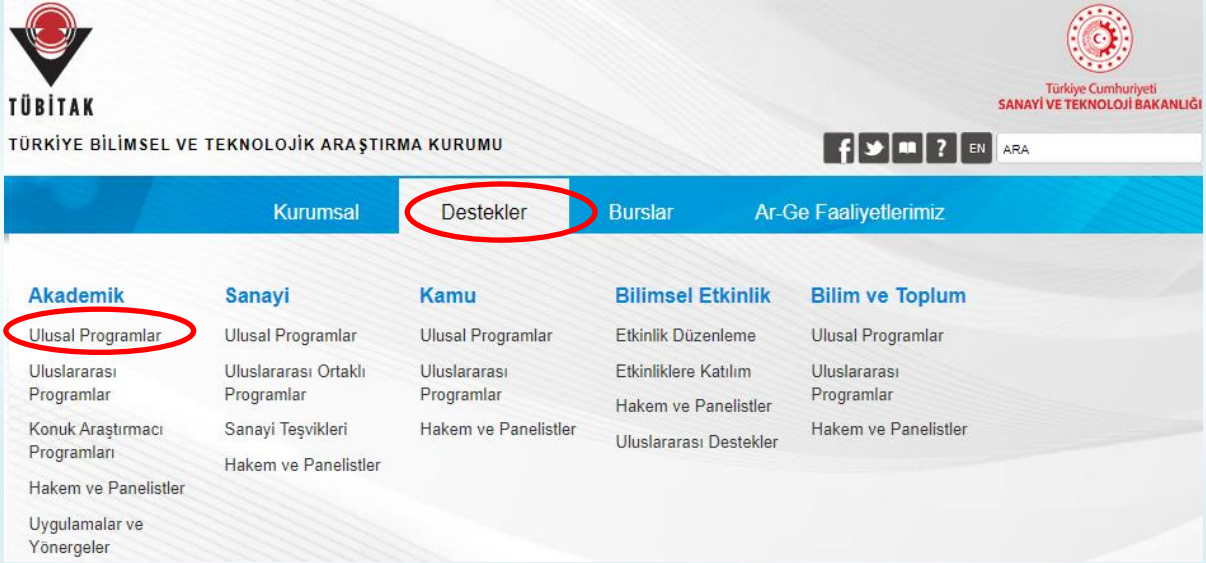 TÜBİTAK
TÜRKİYE BİLİMSEL VE TEKNOLOJİK ARAŞTIRMA KURUMU
Türkiye Cumhuriyeti
SANAYİ VE TEKNOLOJİ BAKANLIĞI
f ? EN ARA
Kurumsal Destekler Burslar Ar-Ge Faaliyetlerimiz
Akademik
Ulusal Programlar
Uluslararası
Programlar
Konuk Araştırmacı
Programları
Hakem ve Panelistler
Uygulamalar ve
Yönergeler
Sanayi
Ulusal Programlar
Uluslararası Ortaklı
Programlar
Sanayi Teşvikleri
Hakem ve Panelistler
Kamu
Ulusal Programlar
Uluslararası
Programlar
Hakem ve Panelistler
Bilimsel Etkinlik
Etkinlik Düzenleme
Etkinliklere Katılım
Hakem ve Panelistler
Uluslararası Destekler
Bilim ve Toplum
Ulusal Programlar
Uluslararası
Programlar
Hakem ve Panelistler